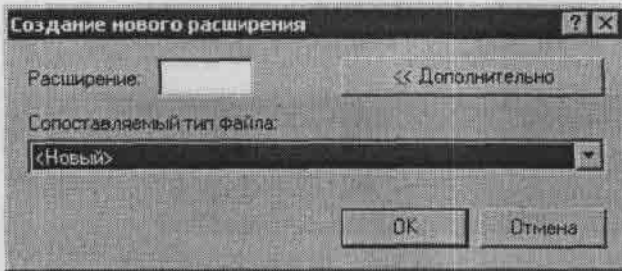 Создание нового расширения
Расширение:
<< Дополнительно
Сопоставляемый тип файла:
<Новый>
OK
Отмена